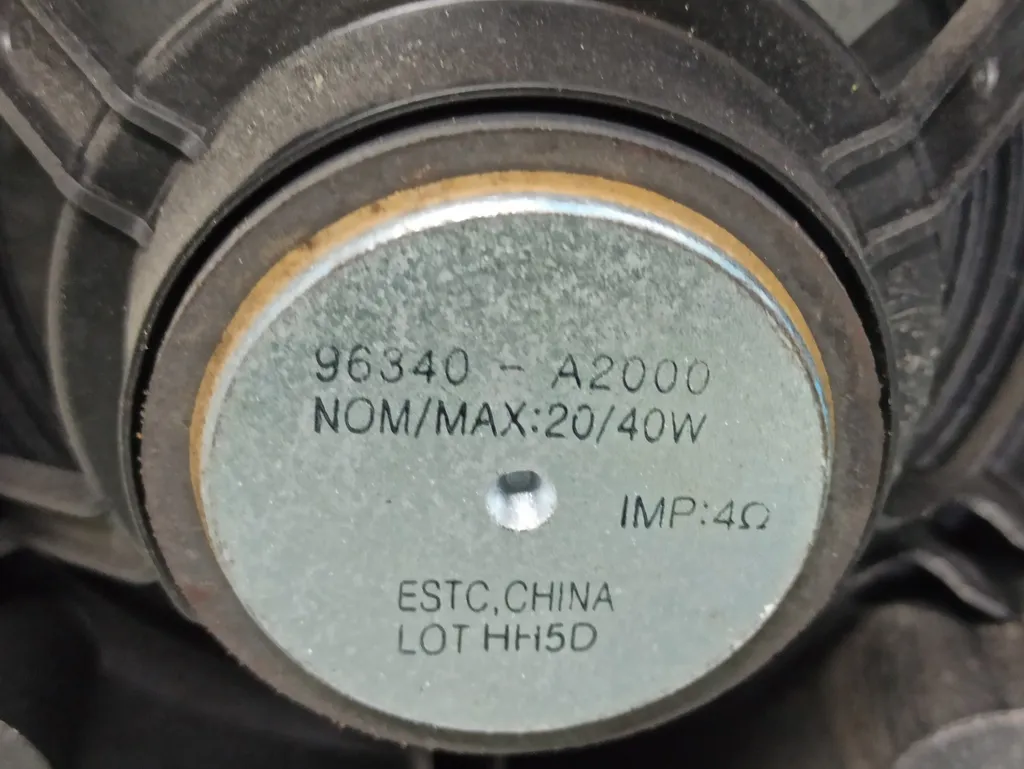 96340 - A2000
NOM/MAX:20/40W
IMP:4Ω
ESTC,CHINA
LOT HH5D